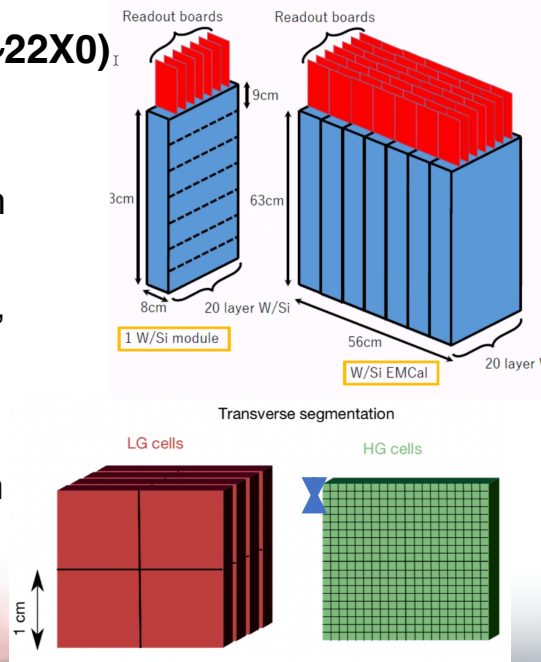 ~22X0)
Readout boards
Readout boards
9cm
3cm
63cm
8cm
20 layer W/Si
1 W/Si module
56cm
20 layer
W/Si EMCal
Transverse segmentation
LG cells
HG cells
1 cm